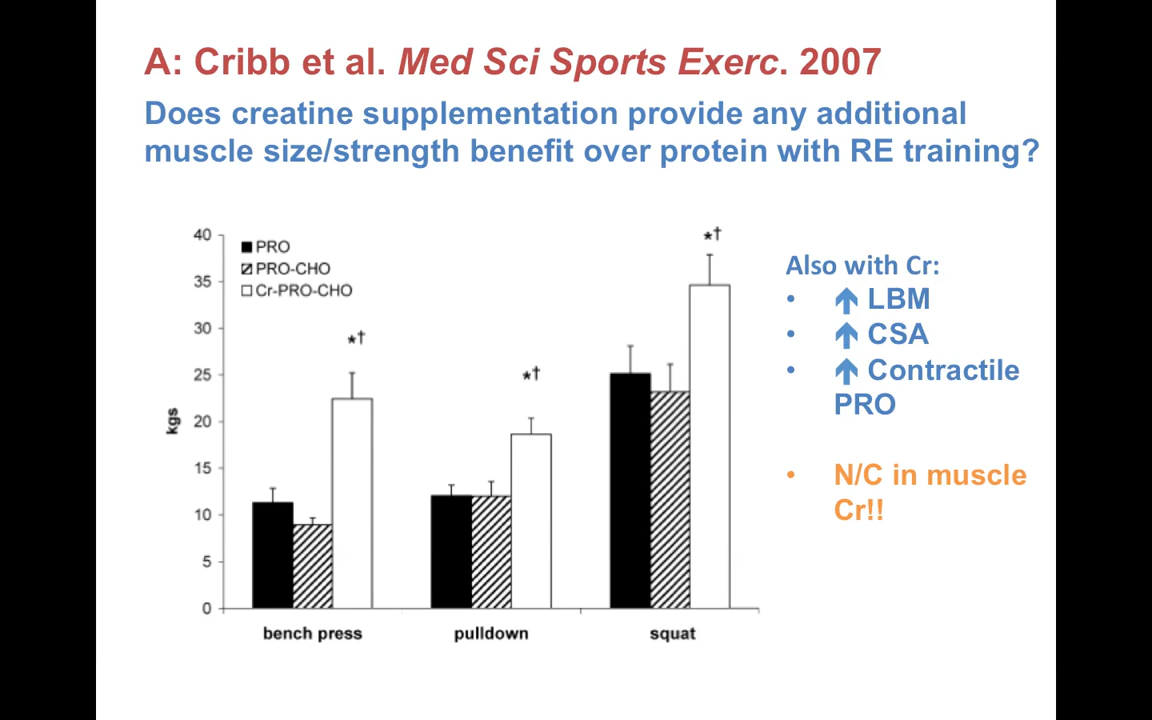 A: Cribb et al. Med Sci Sports Exerc. 2007
Does creatine supplementation provide any additional
muscle size/strength benefit over protein with RE training?
40
35
30
25
20
15
10
5
0
kgs
PRO
PRO-CHO
Cr-PRO-CHO
*†
*†
*†
bench press
pulldown
squat
Also with Cr:
• ↑ LBM
• ↑ CSA
• ↑ Contractile
PRO
• N/C in muscle
Cr!!